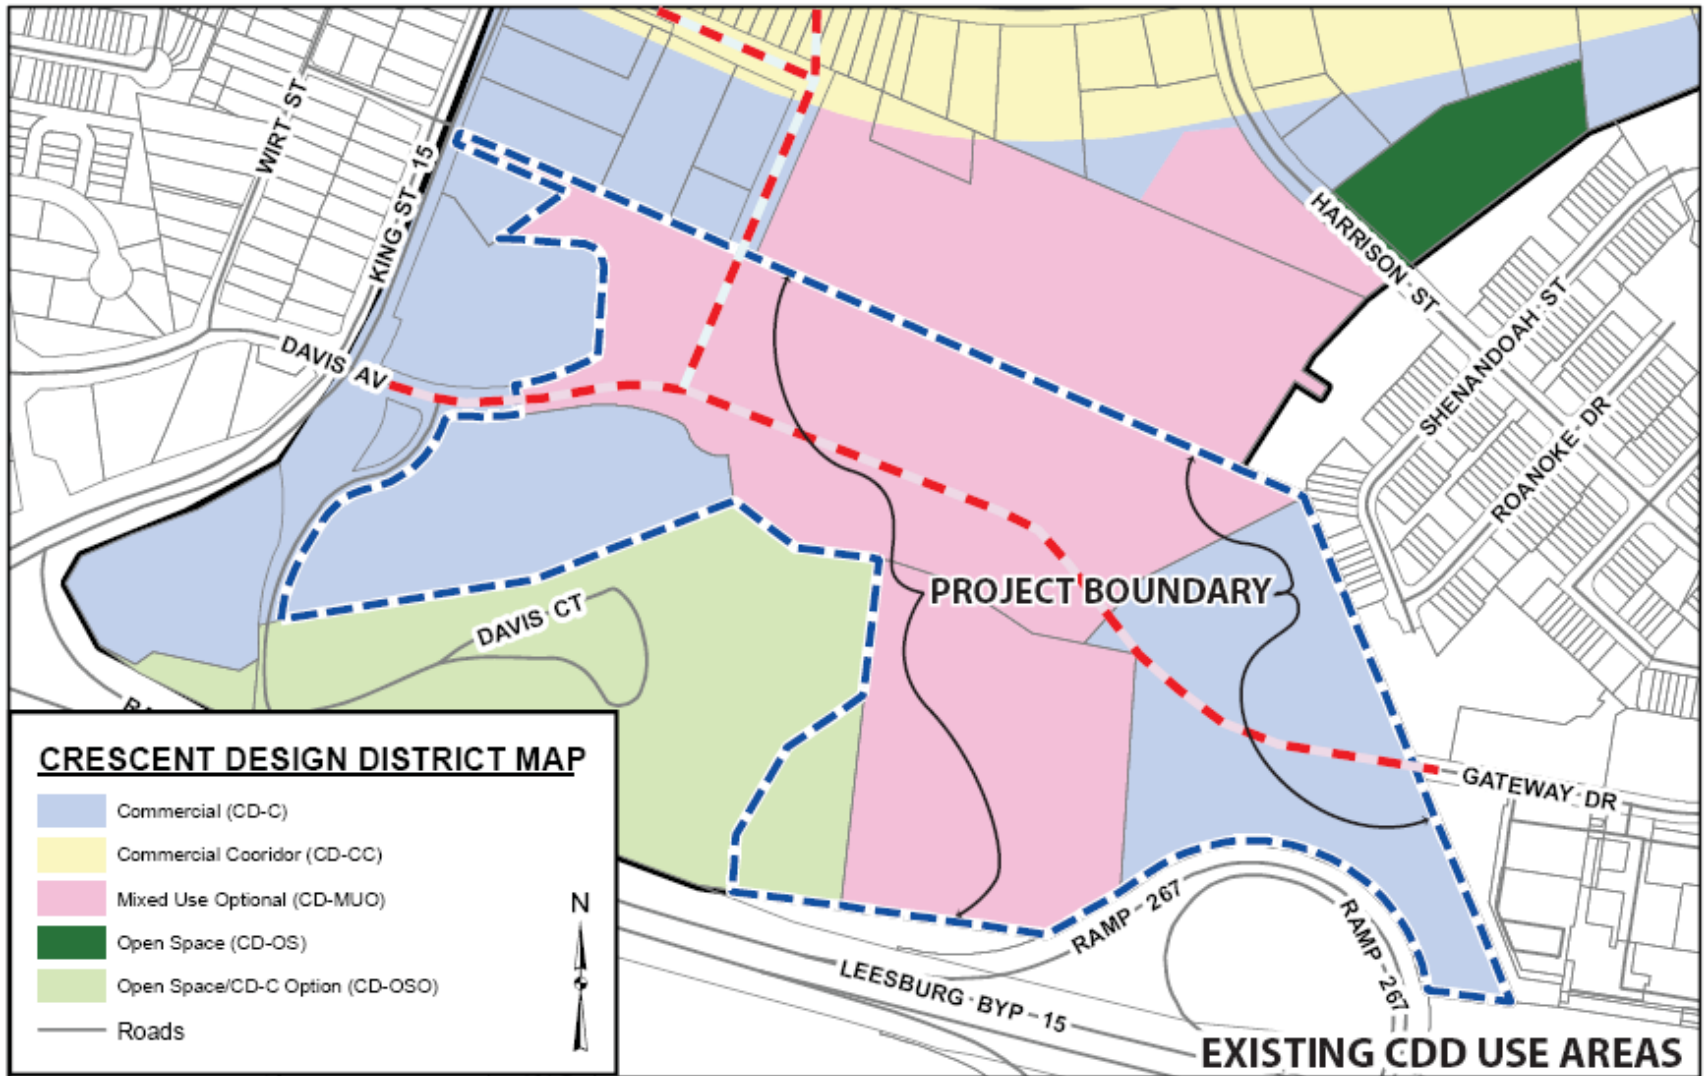 WIRT ST
KING ST - 15
HARRISON ST
SHENANDOAH ST
DAVIS AV
ROANOKE DR
PROJECT BOUNDARY
DAVIS CT
GATEWAY DR
CRESCENT DESIGN DISTRICT MAP
Commercial (CD-C)
Commercial Cooridor (CD-CC)
Mixed Use Optional (CD-MUO)
Open Space (CD-OS)
Open Space/CD-C Option (CD-OSO)
Roads
N
RAMP - 267
RAMP - 267
LEESBURG BYP - 15
EXISTING CDD USE AREAS